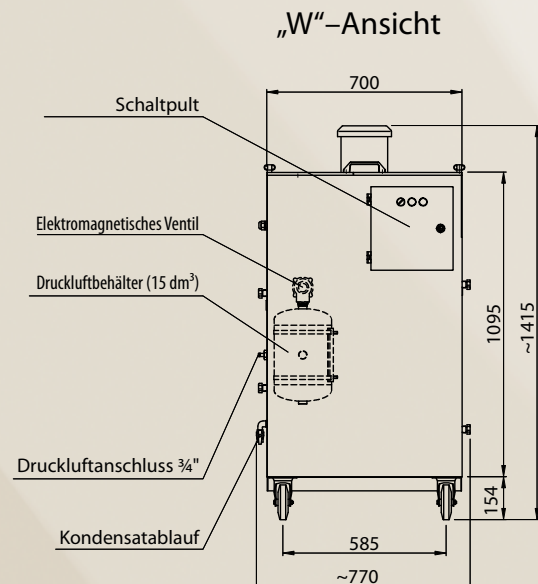 „W“–Ansicht
700
Schaltpult
Elektromagnetisches Ventil
Druckluftbehälter (15 dm³)
1095
~1415
Druckluftanschluss ¾"
154
Kondensatablauf
585
~770